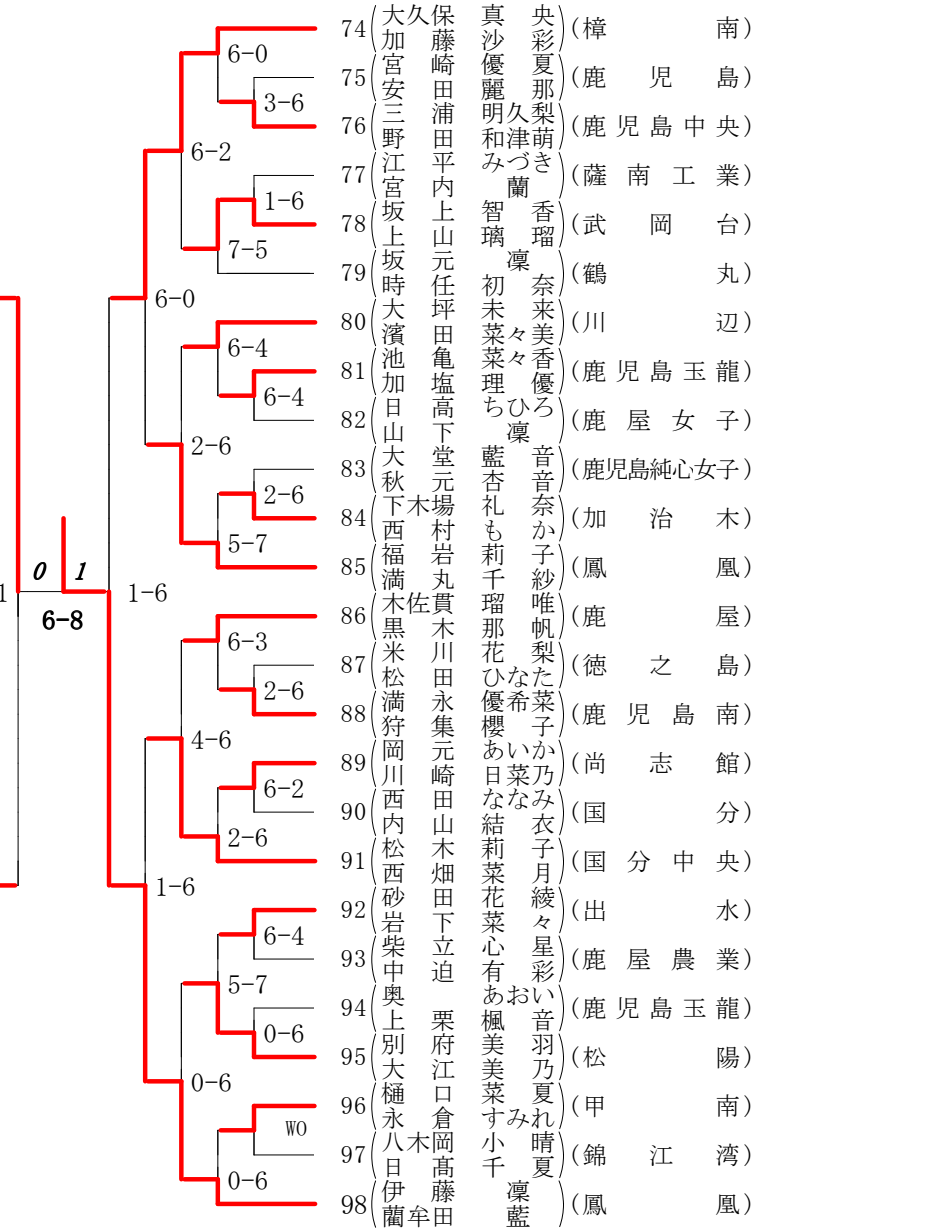 74 大久保 真央 加藤 沙彩 (樟南)
6-0
75 宮崎 優夏 安田 麗那 (鹿児島)
3-6
76 三浦 明久梨 野田 和津萌 (鹿児島中央)
6-2
77 江平 みづき 宮内 蘭 (薩南工業)
1-6
78 坂上 智香 上山 璃瑠 (武岡台)
7-5
79 坂元 凜 時任 初奈 (鶴丸)
6-0
80 大坪 未来 濱田 菜々美 (川辺)
6-4
81 池亀 菜々香 加塩 理優 (鹿児島玉龍)
6-4
82 日高 ちひろ 山下 凜 (鹿屋女子)
2-6
83 大堂 藍音 秋元 杏音 (鹿児島純心女子)
2-6
84 下木場 礼奈 西村 もか (加治木)
5-7
85 福岩 莉子 満丸 千紗 (鳳凰)
1
0 1
6-8
1-6
86 木佐貫 瑠唯 黒木 那帆 (鹿屋)
6-3
87 米川 花梨 松田 ひなた (徳之島)
2-6
88 満永 優希菜 狩集 櫻子 (鹿児島南)
4-6
89 岡元 あいか 川崎 日菜乃 (尚志館)
6-2
90 西田 ななみ 内山 結衣 (国分)
2-6
91 松木 莉子 西畑 菜月 (国分中央)
1-6
92 砂田 花綾 岩下 菜々 (出水)
6-4
93 柴立 心星 中迫 有彩 (鹿屋農業)
5-7
94 奥 あおい 上栗 楓音 (鹿児島玉龍)
0-6
95 別府 美羽 大江 美乃 (松陽)
0-6
96 樋口 菜夏 永倉 すみれ (甲南)
WO
97 八木岡 小晴 日髙 千夏 (錦江湾)
0-6
98 伊藤 凜 藺牟田 藍 (鳳凰)